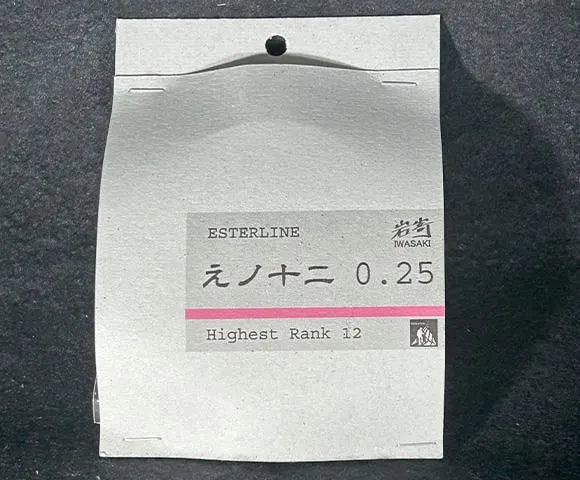 ESTERLINE
岩崎
IWASAKI
えノ十二 0.25
Highest Rank 12